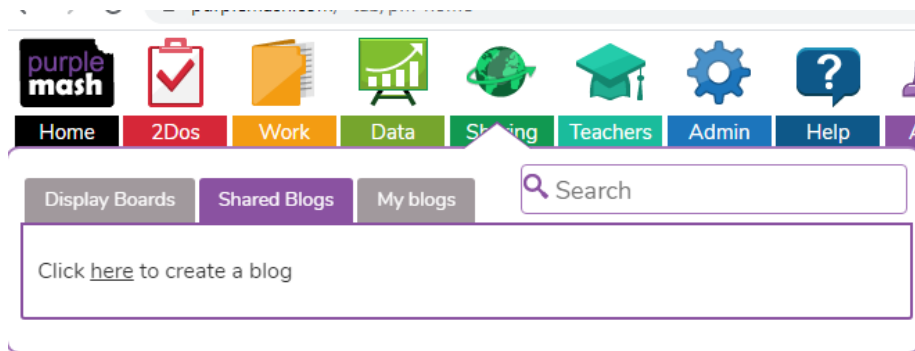 purple
mash
Home 2Dos Work Data Sharing Teachers Admin Help
Display Boards Shared Blogs My blogs Search
Click here to create a blog